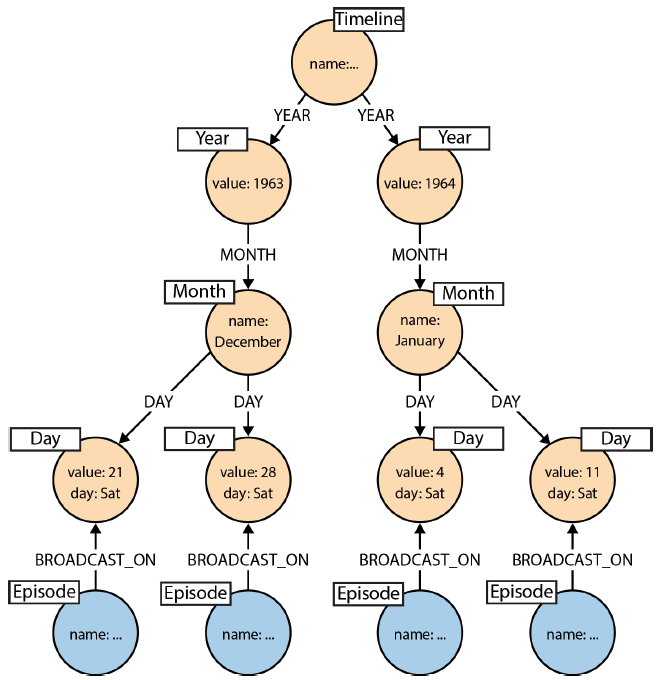 Timeline
name:...
YEAR YEAR
Year Year
value: 1963 value: 1964
MONTH MONTH
Month Month
name:
December
name:
January
DAY DAY DAY DAY
Day Day Day Day
value: 21
day: Sat
value: 28
day: Sat
value: 4
day: Sat
value: 11
day: Sat
BROADCAST_ON BROADCAST_ON BROADCAST_ON BROADCAST_ON
Episode Episode Episode Episode
name: ... name: ... name: ... name: ...